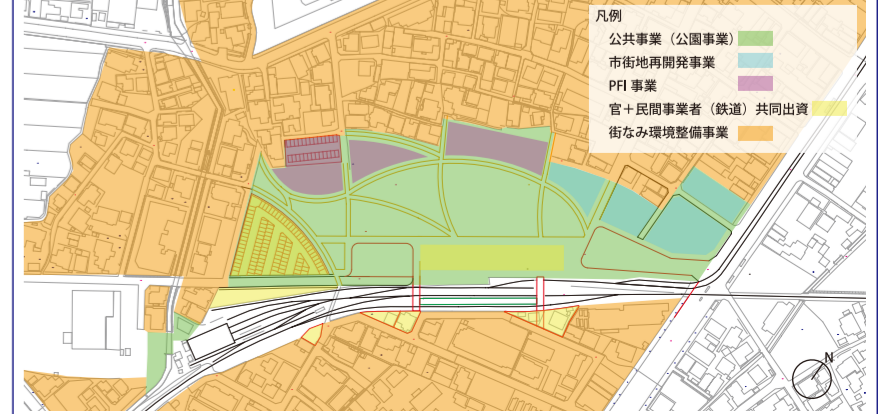 凡例
公共事業（公園事業）
市街地再開発事業
PFI 事業
官＋民間事業者（鉄道）共同出資
街なみ環境整備事業
N